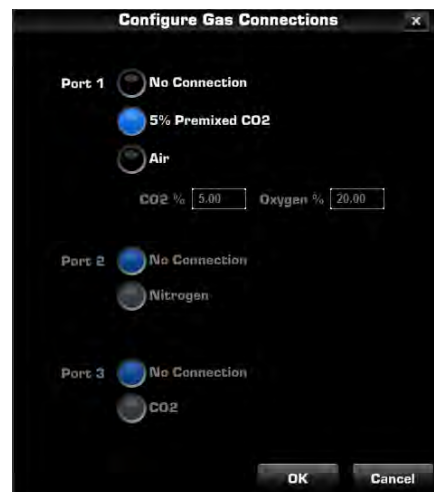 Configure Gas Connections x
Port 1 No Connection
5% Premixed CO2
Air
CO2 % 5.00 Oxygen % 20.00
Port 2 No Connection
Nitrogen
Port 3 No Connection
CO2
OK Cancel